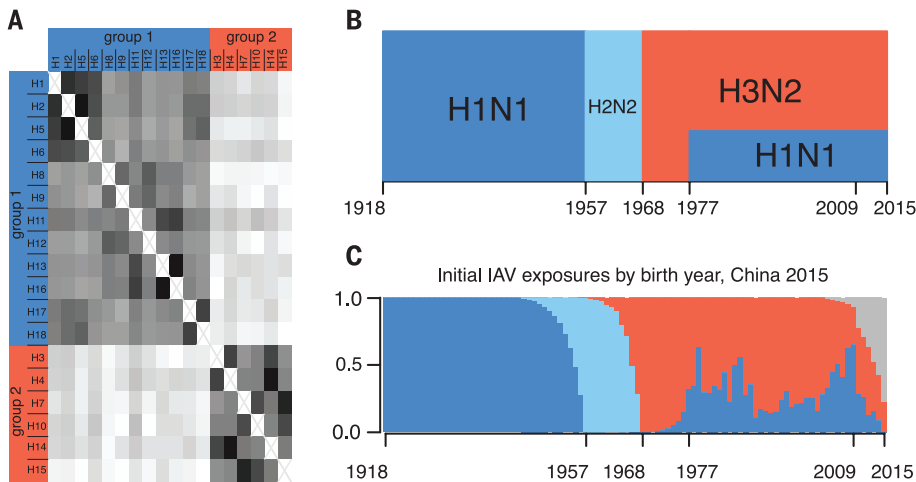 A
group 1 group 2
H1 H2 H5 H6 H8 H9 H11 H12 H13 H16 H17 H18 H3 H4 H7 H10 H14 H15
group 1
H1
H2
H5
H6
H8
H9
H11
H12
H13
H16
H17
H18
group 2
H3
H4
H7
H10
H14
H15
B
H1N1 H2N2 H3N2
H1N1
1918 1957 1968 1977 2009 2015
C
Initial IAV exposures by birth year, China 2015
1.0
0.5
0.0
1918 1957 1968 1977 2009 2015